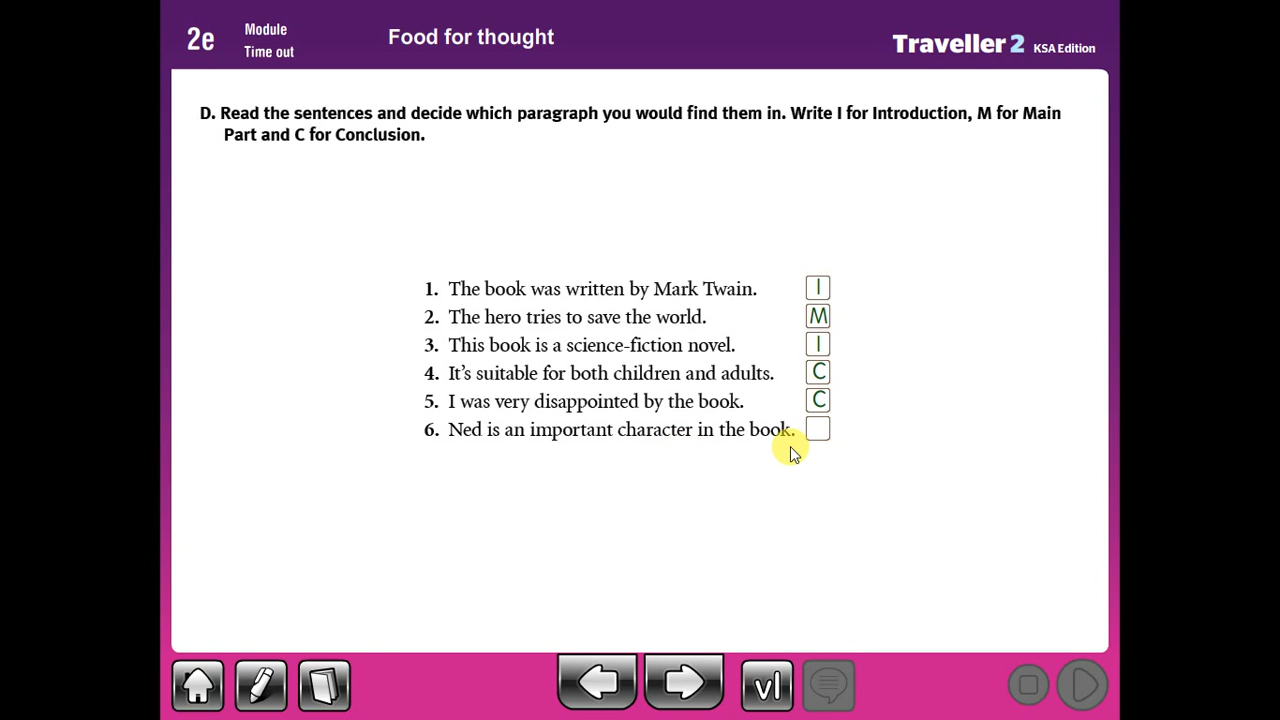 2e
Module
Time out
Food for thought
Traveller 2 KSA Edition
D. Read the sentences and decide which paragraph you would find them in. Write I for Introduction, M for Main
Part and C for Conclusion.
1. The book was written by Mark Twain. I
2. The hero tries to save the world. M
3. This book is a science-fiction novel. I
4. It's suitable for both children and adults. C
5. I was very disappointed by the book. C
6. Ned is an important character in the book.
vl